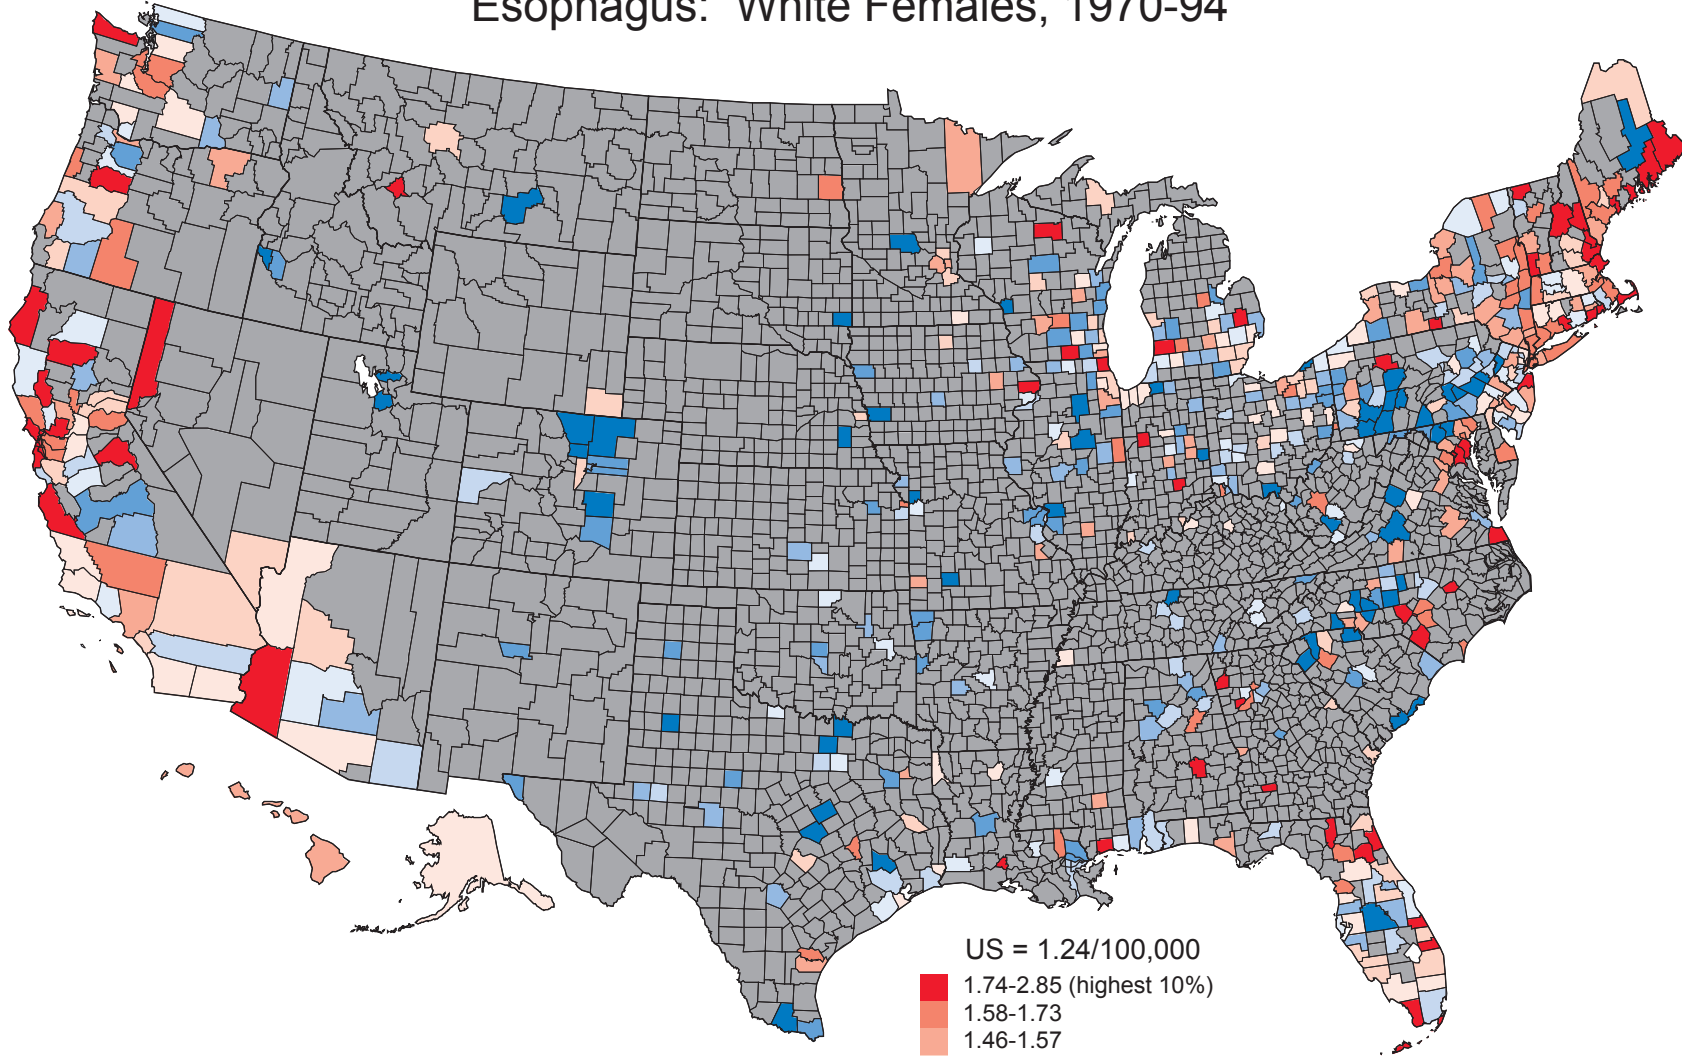 Esophagus: White Females, 1970-94
US = 1.24/100,000
1.74-2.85 (highest 10%)
1.58-1.73
1.46-1.57